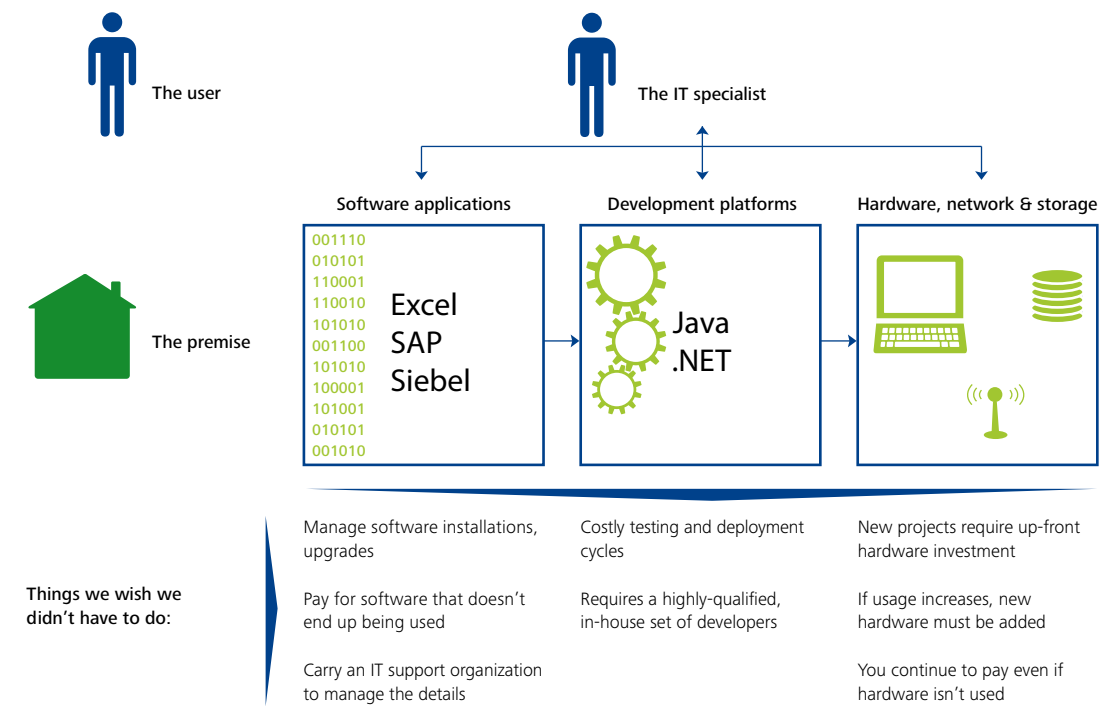 The user
The IT specialist
Software applications
Development platforms
Hardware, network & storage
001110
010101
110001
110010
101010
001100
101010
100001
101001
010101
001010
Excel
SAP
Siebel
Java
.NET
The premise
Things we wish we
didn't have to do:
Manage software installations,
upgrades
Pay for software that doesn't
end up being used
Carry an IT support organization
to manage the details
Costly testing and deployment
cycles
Requires a highly-qualified,
in-house set of developers
New projects require up-front
hardware investment
If usage increases, new
hardware must be added
You continue to pay even if
hardware isn't used